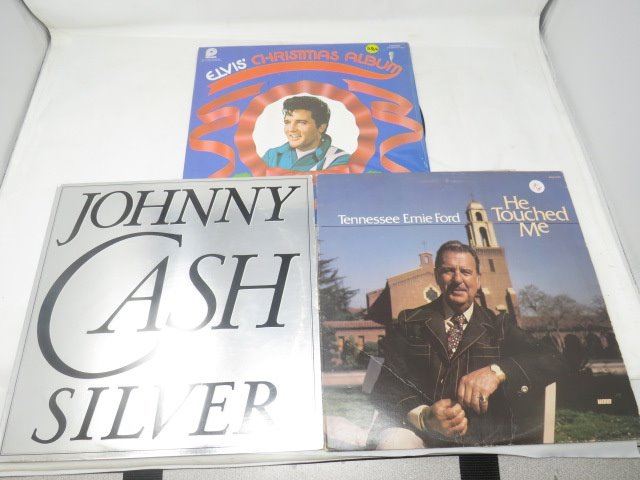 ELVIS' CHRISTMAS ALBUM
JOHNNY
CASH
SILVER
He
Touched
Me
Tennessee Ernie Ford